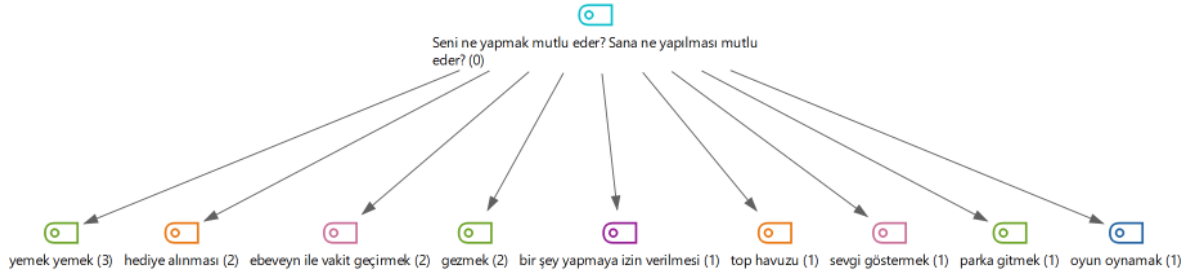 Seni ne yapmak mutlu eder? Sana ne yapılması mutlu
eder? (0)
yemek yemek (3) hediye alınması (2) ebeveyn ile vakit geçirmek (2) gezmek (2) bir şey yapmaya izin verilmesi (1) top havuzu (1) sevgi göstermek (1) parka gitmek (1) oyun oynamak (1)